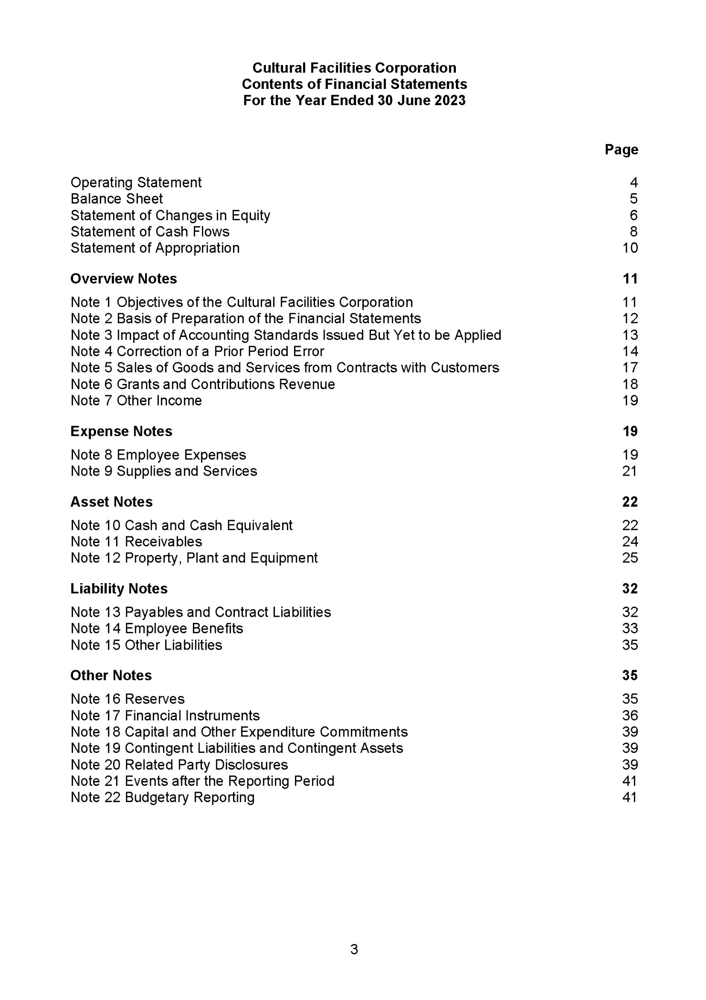 Cultural Facilities Corporation
Contents of Financial Statements
For the Year Ended 30 June 2023
Page
Operating Statement 4
Balance Sheet 5
Statement of Changes in Equity 6
Statement of Cash Flows 8
Statement of Appropriation 10
Overview Notes 11
Note 1 Objectives of the Cultural Facilities Corporation 11
Note 2 Basis of Preparation of the Financial Statements 12
Note 3 Impact of Accounting Standards Issued But Yet to be Applied 13
Note 4 Correction of a Prior Period Error 14
Note 5 Sales of Goods and Services from Contracts with Customers 17
Note 6 Grants and Contributions Revenue 18
Note 7 Other Income 19
Expense Notes 19
Note 8 Employee Expenses 19
Note 9 Supplies and Services 21
Asset Notes 22
Note 10 Cash and Cash Equivalent 22
Note 11 Receivables 24
Note 12 Property, Plant and Equipment 25
Liability Notes 32
Note 13 Payables and Contract Liabilities 32
Note 14 Employee Benefits 33
Note 15 Other Liabilities 35
Other Notes 35
Note 16 Reserves 35
Note 17 Financial Instruments 36
Note 18 Capital and Other Expenditure Commitments 39
Note 19 Contingent Liabilities and Contingent Assets 39
Note 20 Related Party Disclosures 39
Note 21 Events after the Reporting Period 41
Note 22 Budgetary Reporting 41
3